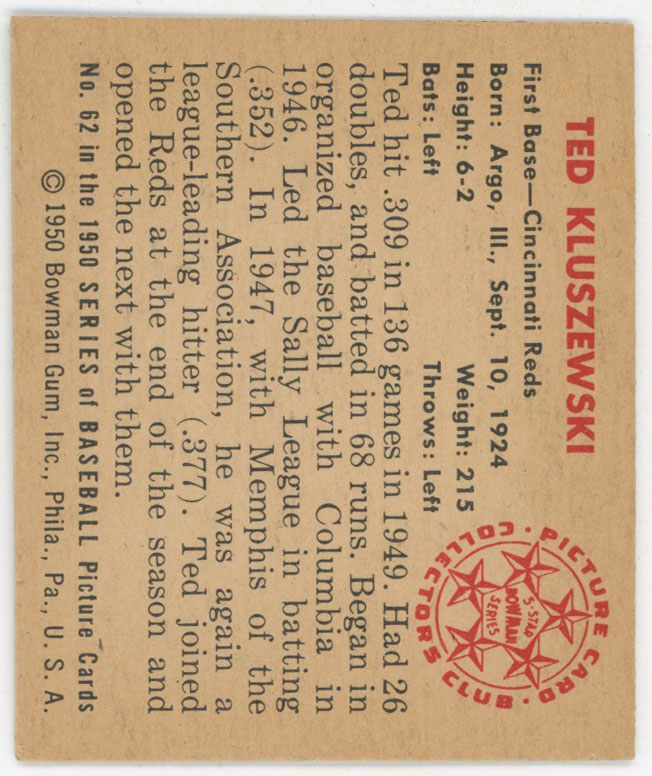 TED KLUSZEWSKI
First Base—Cincinnati Reds
Born: Argo, Ill., Sept. 10, 1924
Height: 6-2 Weight: 215
Bats: Left Throws: Left
PICTURE CARD
COLLECTORS CLUB
5-STAR
BOWMAN
SERIES
Ted hit .309 in 136 games in 1949. Had 26
doubles, and batted in 68 runs. Began in
organized baseball with Columbia in
1946. Led the Sally League in batting
(.352). In 1947, with Memphis of the
Southern Association, he was again a
league-leading hitter (.377). Ted joined
the Reds at the end of the season and
opened the next with them.
No. 62 in the 1950 SERIES of BASEBALL Picture Cards
© 1950 Bowman Gum, Inc., Phila., Pa., U. S. A.